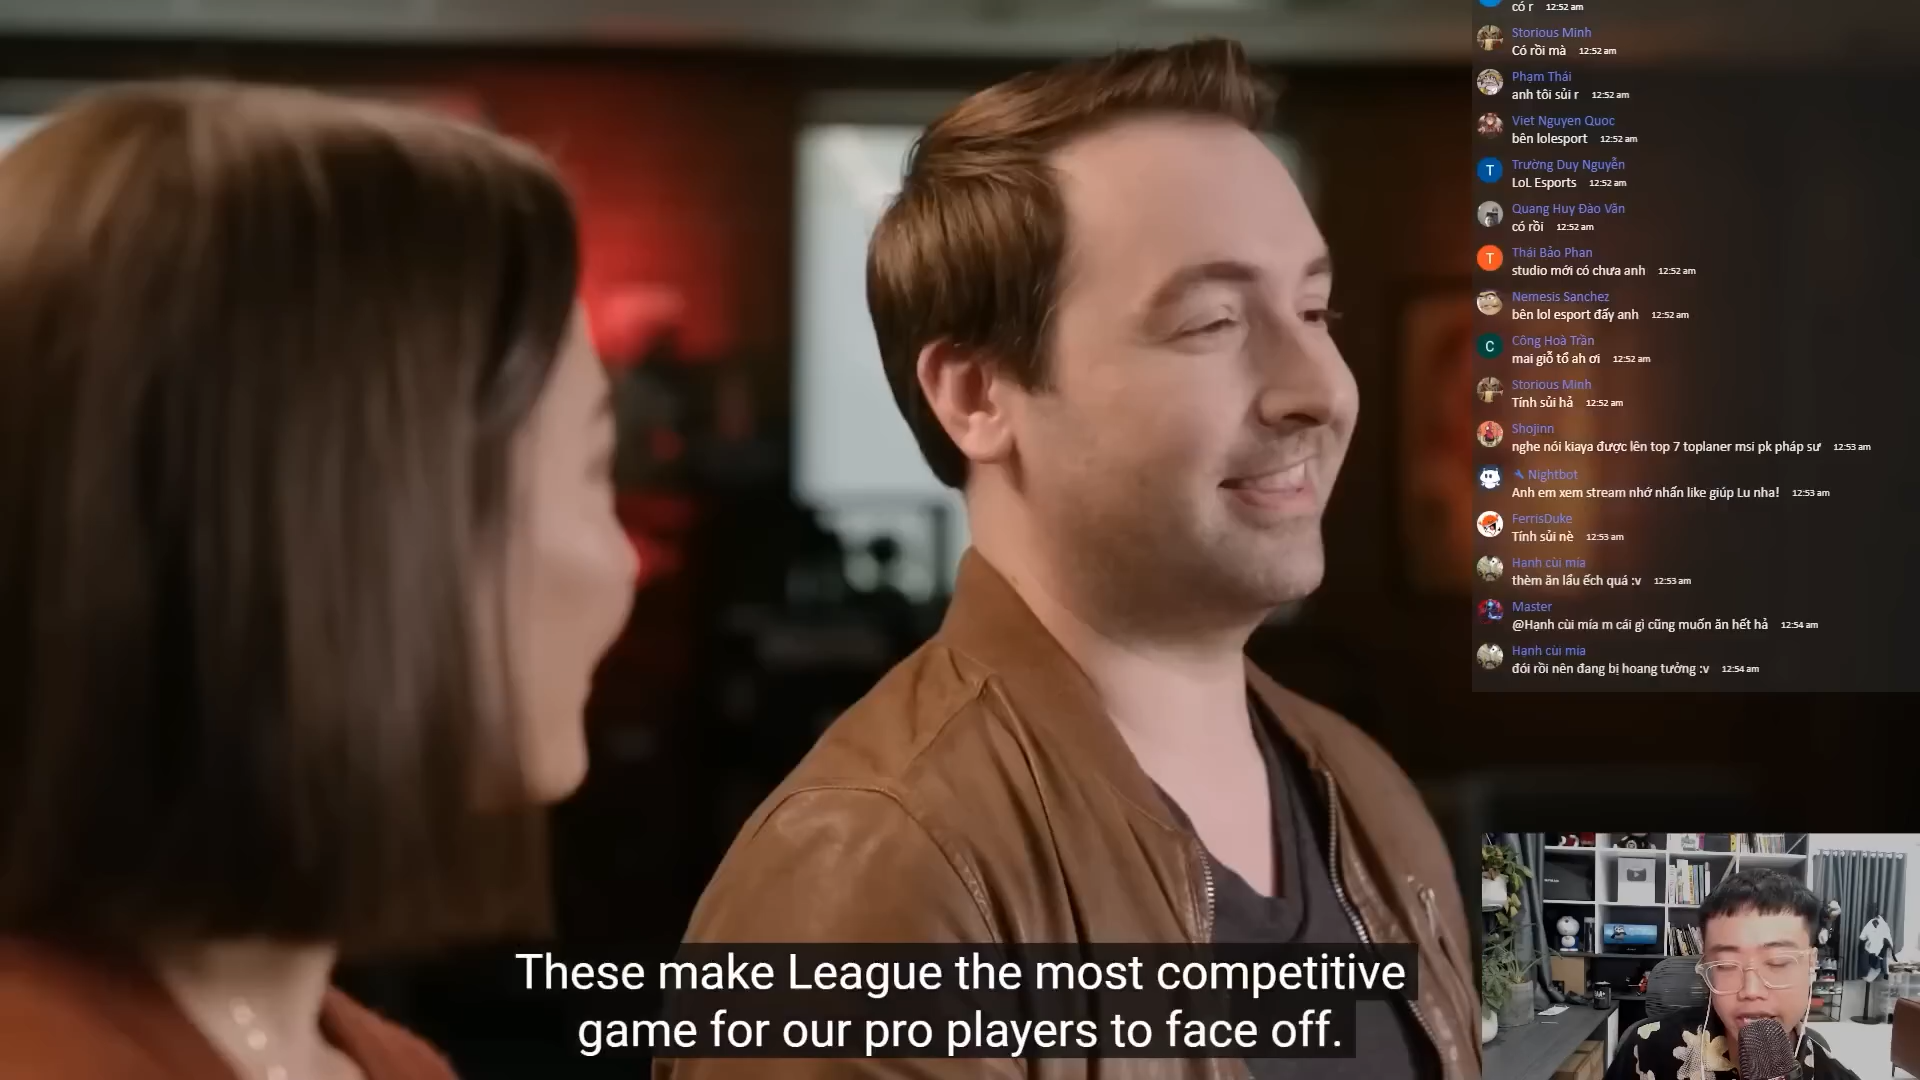 có r 12:52 am
Storious Minh
Có rồi mà 12:52 am
Phạm Thái
anh tôi sủi r 12:52 am
Viet Nguyen Quoc
bên lolesport 12:52 am
T
Trường Duy Nguyễn
LoL Esports 12:52 am
Quang Huy Đào Văn
có rồi 12:52 am
T
Thái Bảo Phan
studio mới có chưa anh 12:52 am
Nemesis Sanchez
bên lol esport đấy anh 12:52 am
C
Công Hoà Trần
mai giỗ tổ ah ơi 12:52 am
Storious Minh
Tính sủi hả 12:52 am
Shojinn
nghe nói kiaya được lên top 7 toplaner msi pk pháp sư 12:53 am
Nightbot
Anh em xem stream nhớ nhấn like giúp Lu nha! 12:53 am
FerrisDuke
Tính sủi nè 12:53 am
Hạnh cùi mía
thèm ăn lẩu ếch quá :v 12:53 am
Master
@Hạnh cùi mía m cái gì cũng muốn ăn hết hả 12:54 am
Hạnh cùi mía
đói rồi nên đang bị hoang tưởng :v 12:54 am
These make League the most competitive
game for our pro players to face off.